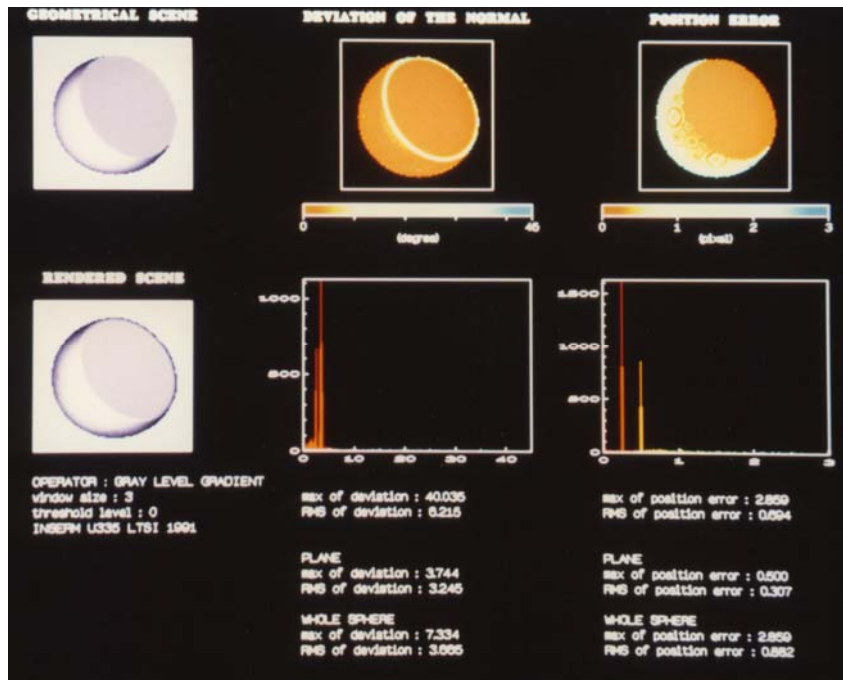 GEOMETRICAL SCENE
DEVIATION OF THE NORMAL
POSITION ERROR
0 45
(degree)
0 1 2 3
(pixel)
RENDERED SCENE
1000
500
0
0 10 20 30 40
1500
1000
500
0
0 1 2 3
OPERATOR : GRAY LEVEL GRADIENT
window size : 3
threshold level : 0
INSERM U335 LTSI 1991
max of deviation : 40.035
RMS of deviation : 6.215
PLANE
max of deviation : 3.744
RMS of deviation : 3.245
WHOLE SPHERE
max of deviation : 7.334
RMS of deviation : 3.665
max of position error : 2.859
RMS of position error : 0.694
PLANE
max of position error : 0.500
RMS of position error : 0.307
WHOLE SPHERE
max of position error : 2.859
RMS of position error : 0.882